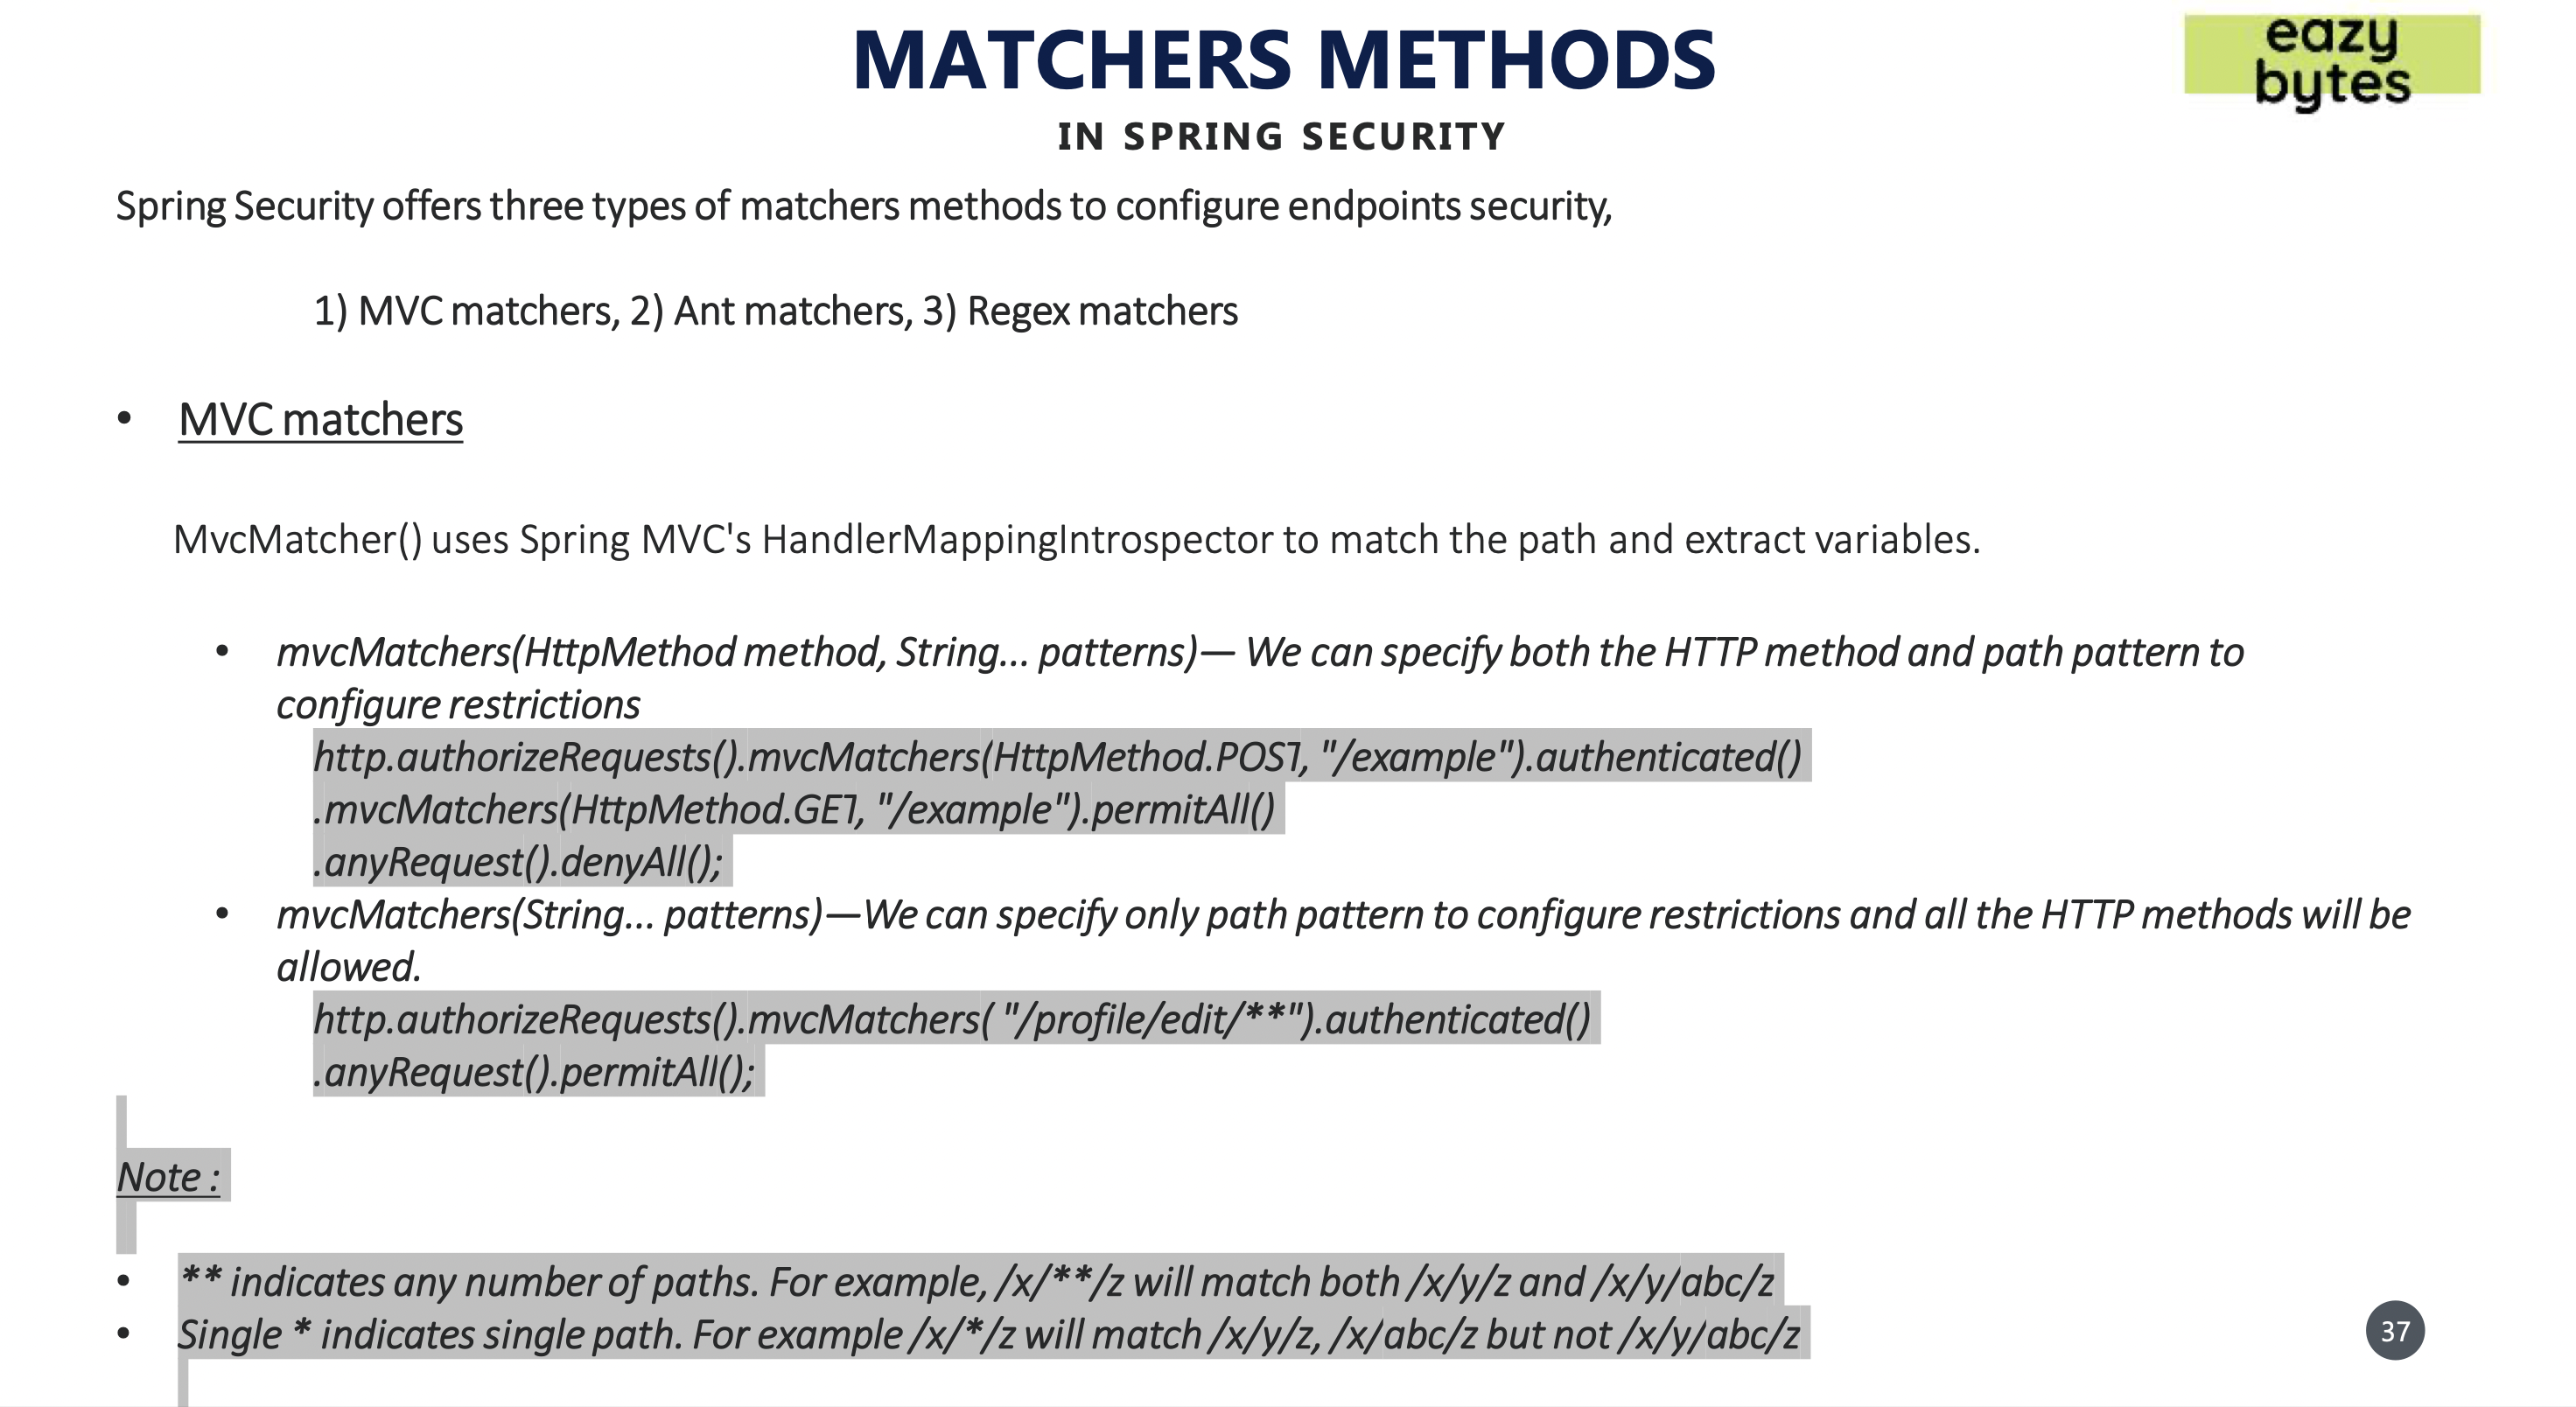 MATCHERS METHODS
eazy
bytes
IN SPRING SECURITY
Spring Security offers three types of matchers methods to configure endpoints security,
1) MVC matchers, 2) Ant matchers, 3) Regex matchers
• MVC matchers
MvcMatcher() uses Spring MVC's HandlerMappingIntrospector to match the path and extract variables.
• mvcMatchers(HttpMethod method, String... patterns)— We can specify both the HTTP method and path pattern to
configure restrictions
http.authorizeRequests().mvcMatchers(HttpMethod.POST, "/example").authenticated()
.mvcMatchers(HttpMethod.GET, "/example").permitAll()
.anyRequest().denyAll();
• mvcMatchers(String... patterns)—We can specify only path pattern to configure restrictions and all the HTTP methods will be
allowed.
http.authorizeRequests().mvcMatchers( "/profile/edit/**").authenticated()
.anyRequest().permitAll();
Note :
• ** indicates any number of paths. For example, /x/**/z will match both /x/y/z and /x/y/abc/z
• Single * indicates single path. For example /x/*/z will match /x/y/z, /x/abc/z but not /x/y/abc/z
37